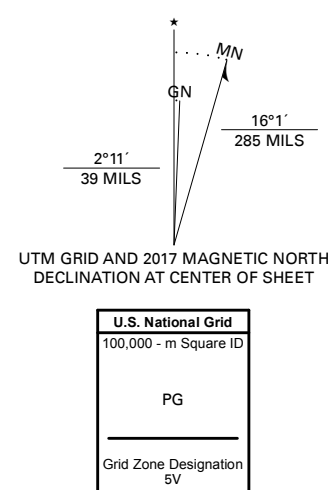 ★
MN
GN
16°1´
285 MILS
2°11´
39 MILS
UTM GRID AND 2017 MAGNETIC NORTH
DECLINATION AT CENTER OF SHEET
U.S. National Grid
100,000 - m Square ID
PG
Grid Zone Designation
5V